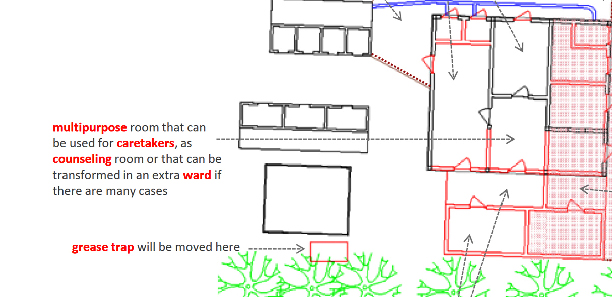 multipurpose room that can
be used for caretakers, as
counseling room or that can be
transformed in an extra ward if
there are many cases
grease trap will be moved here